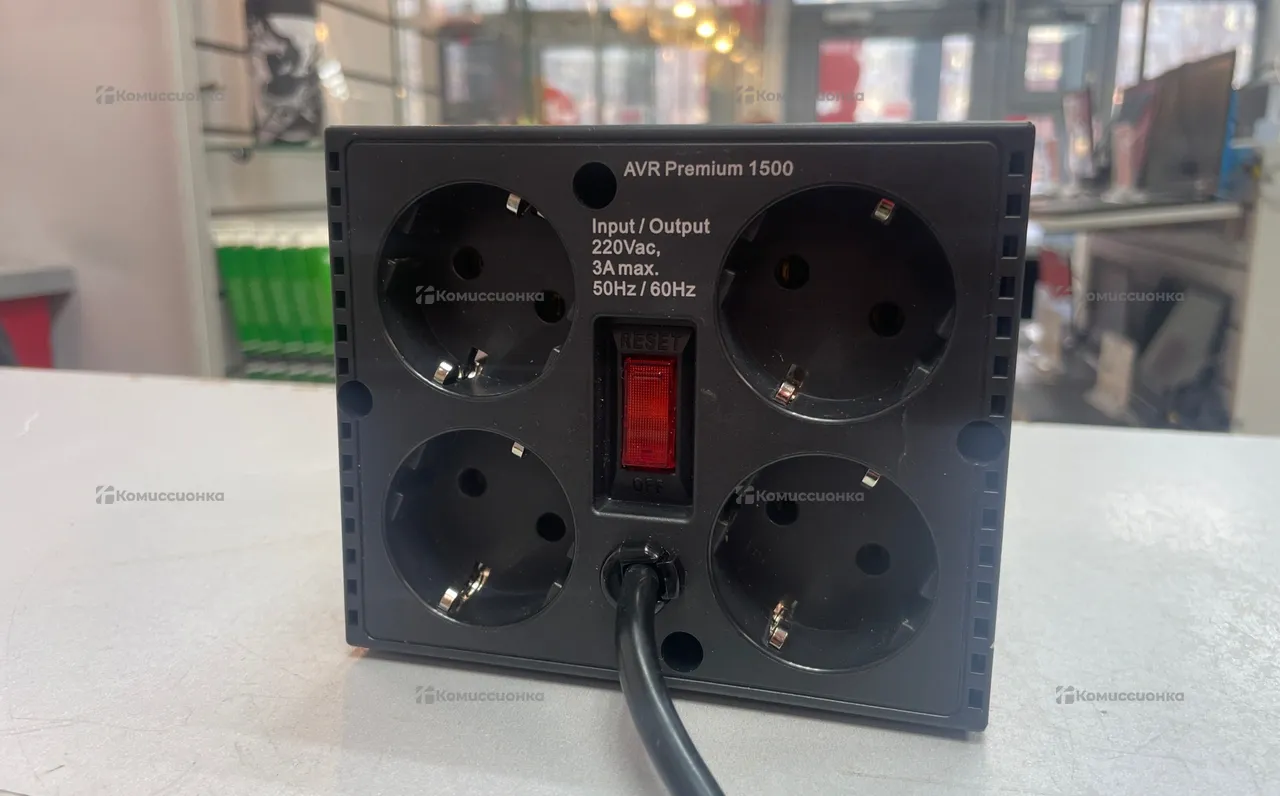 AVR Premium 1500
Input / Output
220Vac,
3A max.
50Hz / 60Hz
RESET
OFF
Комиссионка
Комиссионка
Комиссионка
Комиссионка
Комиссионка
Комиссионка
Комиссионка
Комиссионка